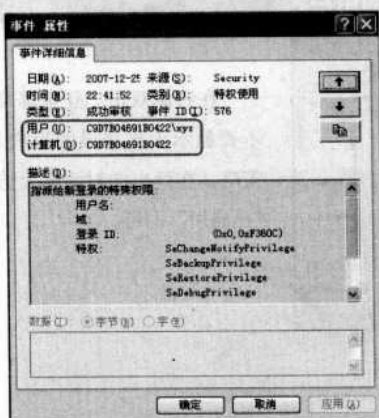 事件 属性
事件详细信息
日期(A): 2007-12-25 来源(S): Security
时间(M): 22:41:52 类别(R): 特权使用
类型(E): 成功审核 事件 ID(I): 576
用户(U): C9D7B04691B0422\xyz
计算机(O): C9D7B04691B0422
描述(D):
指派给新登录的特殊权限:
用户名:
域:
登录 ID: (0x0,0xF360C)
特权: SeChangeNotifyPrivilege
SeBackupPrivilege
SeRestorePrivilege
SeDebugPrivilege
数据(T): 字节(B) 字(W)
确定 取消 应用(A)